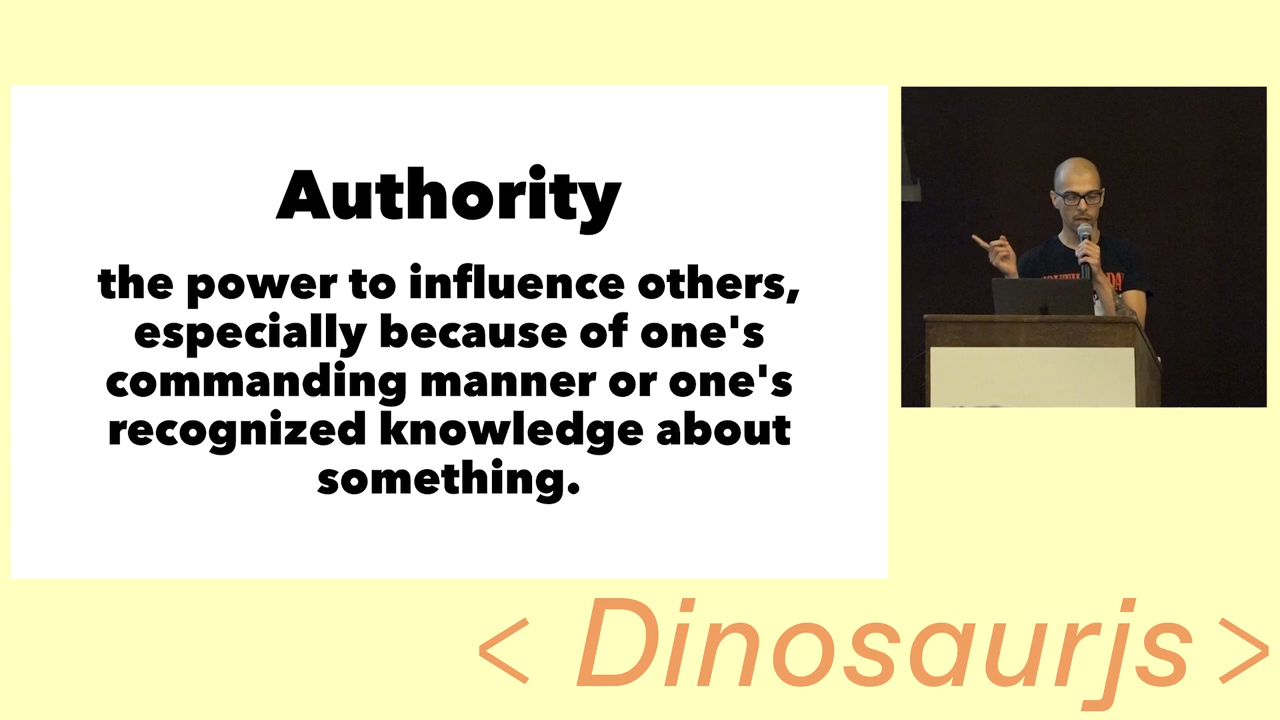 Authority
the power to influence others,
especially because of one's
commanding manner or one's
recognized knowledge about
something.
< Dinosaurjs >